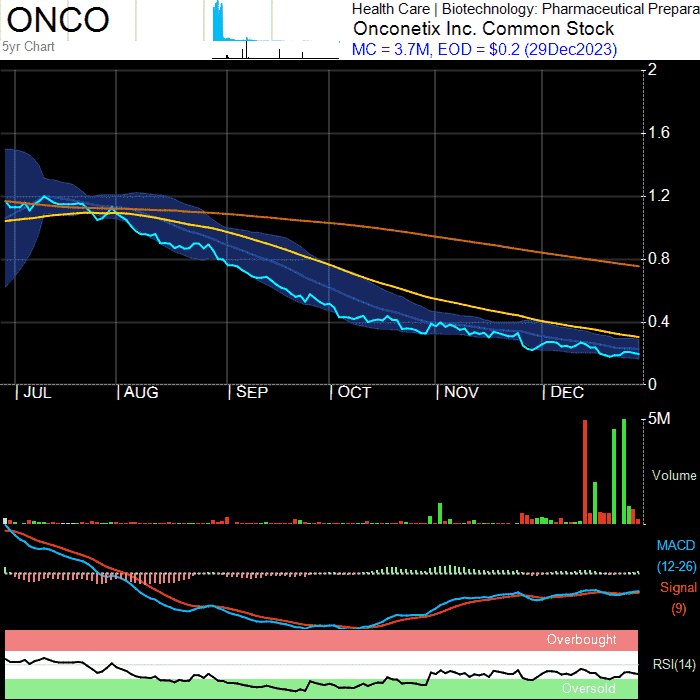 ONCO
5yr Chart
Health Care | Biotechnology: Pharmaceutical Prepara
Onconetix Inc. Common Stock
MC = 3.7M, EOD = $0.2 (29Dec2023)
2
1.6
1.2
0.8
0.4
0
| JUL | AUG | SEP | OCT | NOV | DEC
5M
Volume
MACD
(12-26)
Signal
(9)
Overbought
RSI(14)
Oversold